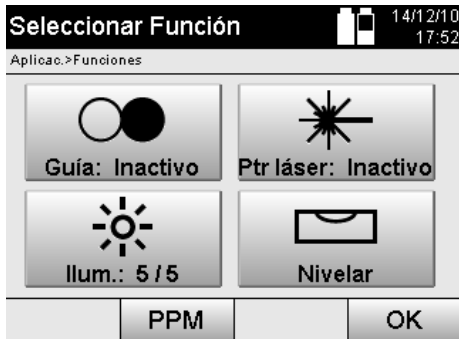 Seleccionar Función
14/12/10
17:52
Aplicac.>Funciones
Guía: Inactivo
Ptr láser: Inactivo
Ilum.: 5/5
Nivelar
PPM
OK